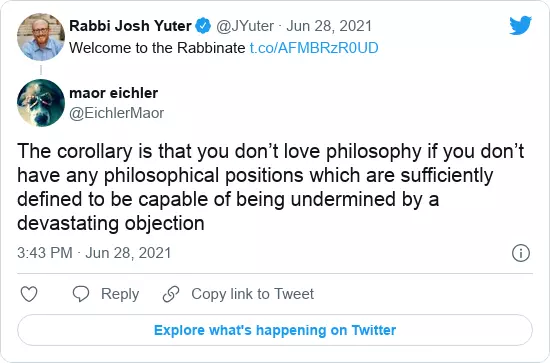 Rabbi Josh Yuter @JYuter · Jun 28, 2021
Welcome to the Rabbinate t.co/AFMBRzR0UD
maor eichler
@EichlerMaor
The corollary is that you don’t love philosophy if you don’t
have any philosophical positions which are sufficiently
defined to be capable of being undermined by a
devastating objection
3:43 PM · Jun 28, 2021
Reply Copy link to Tweet
Explore what's happening on Twitter